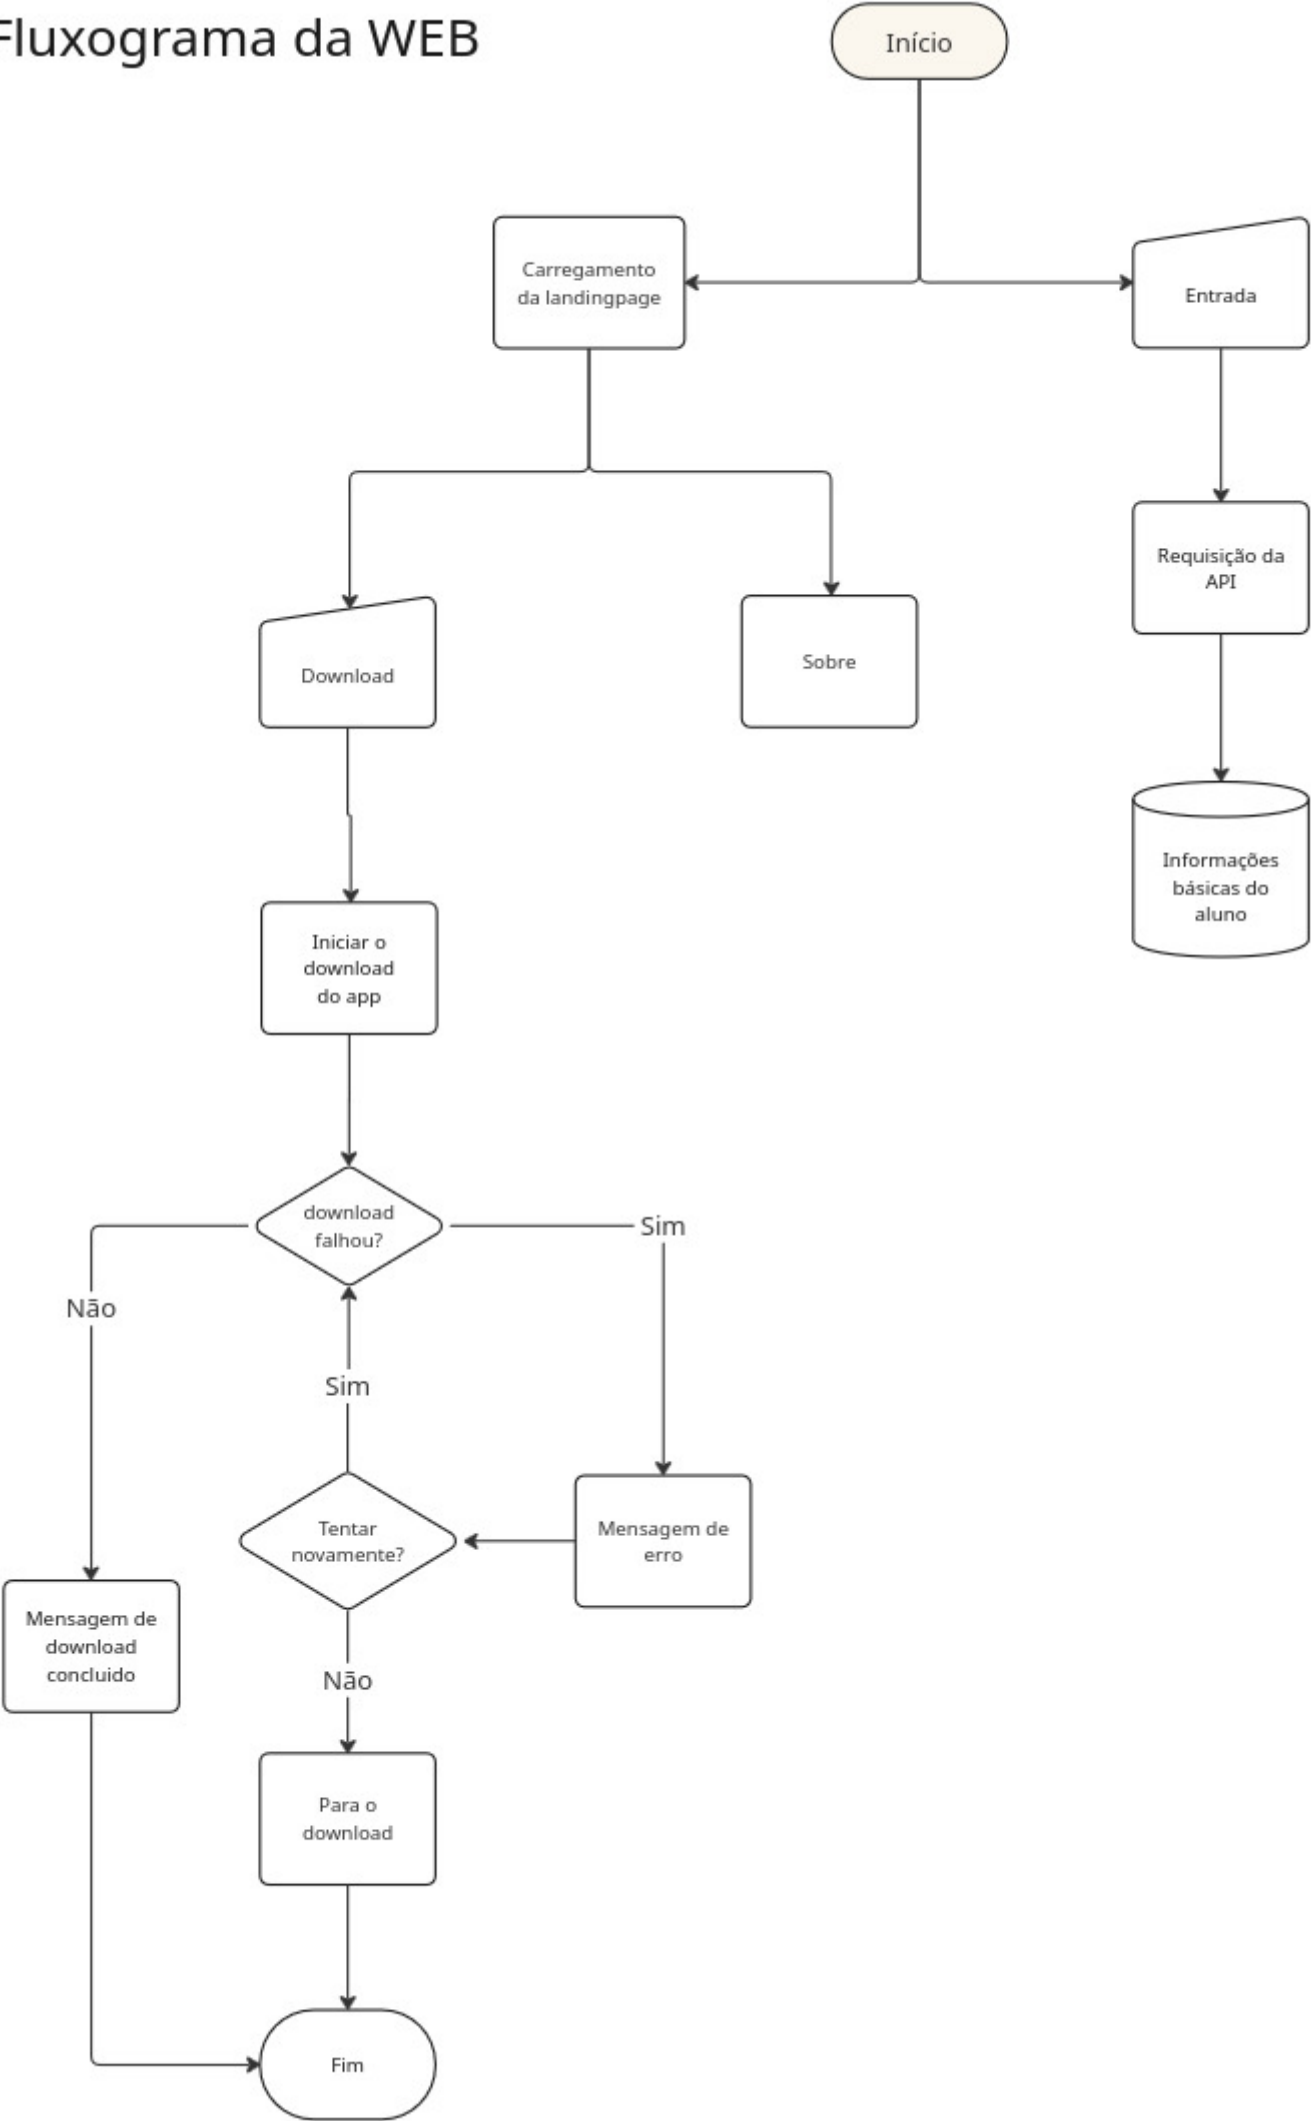 Fluxograma da WEB
Início
Carregamento
da landingpage
Entrada
Requisição da
API
Download
Sobre
Informações
básicas do
aluno
Iniciar o
download
do app
download
falhou?
Sim
Não
Sim
Tentar
novamente?
Mensagem de
erro
Mensagem de
download
concluido
Não
Para o
download
Fim